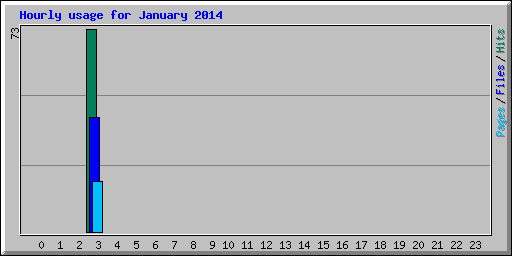 Hourly usage for January 2014
73
Pages/Files/Hits
0 1 2 3 4 5 6 7 8 9 10 11 12 13 14 15 16 17 18 19 20 21 22 23